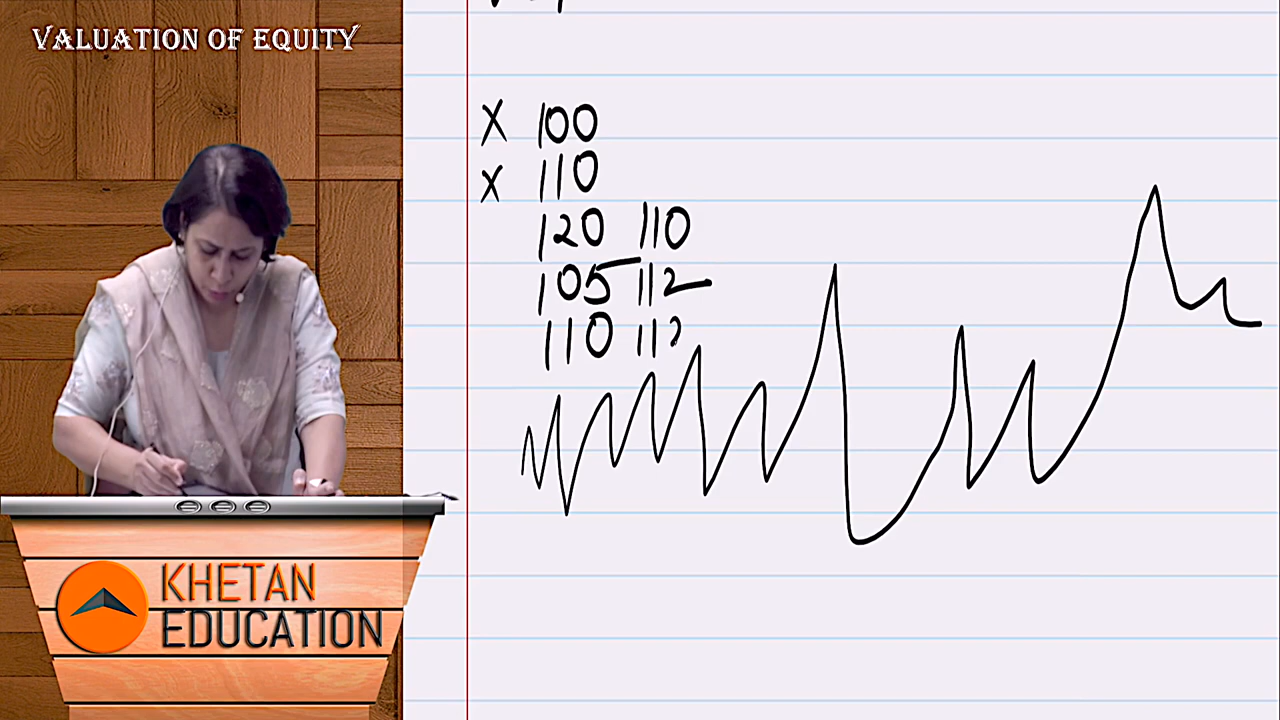 VALUATION OF EQUITY
X 100
X 110
120 110
105 112
110
KHETAN
EDUCATION